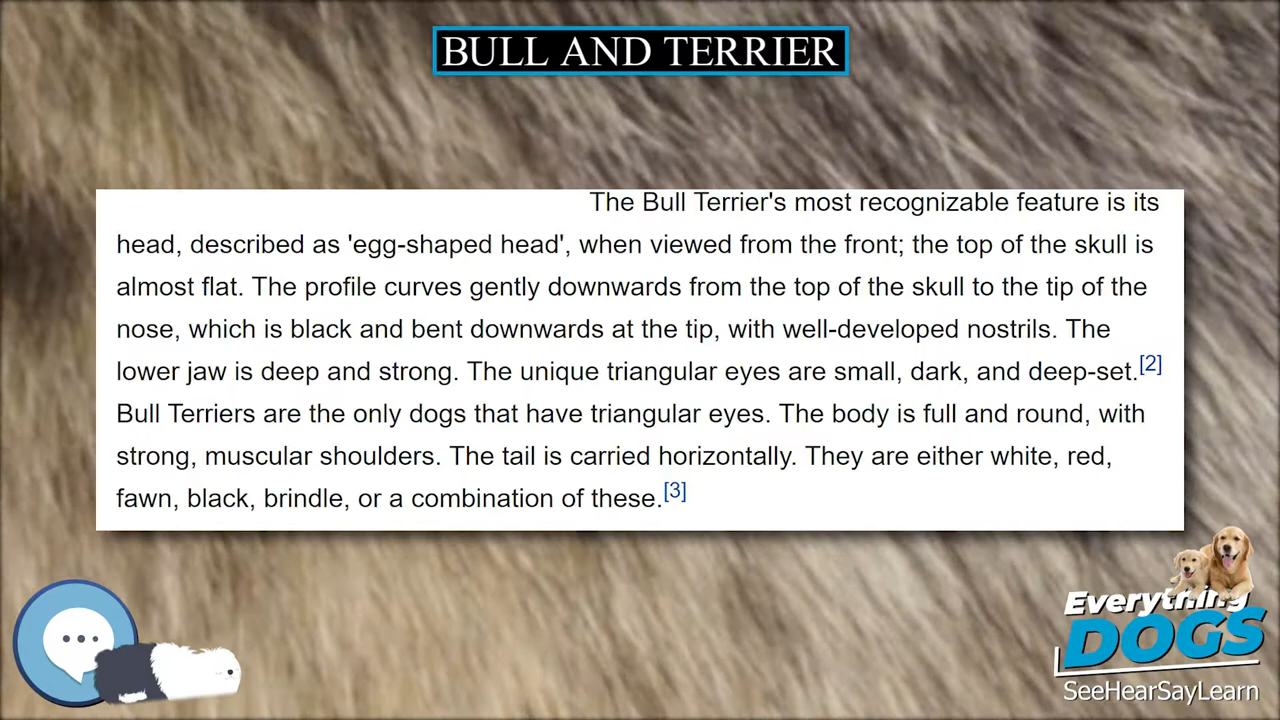 BULL AND TERRIER
The Bull Terrier's most recognizable feature is its
head, described as 'egg-shaped head', when viewed from the front; the top of the skull is
almost flat. The profile curves gently downwards from the top of the skull to the tip of the
nose, which is black and bent downwards at the tip, with well-developed nostrils. The
lower jaw is deep and strong. The unique triangular eyes are small, dark, and deep-set.[2]
Bull Terriers are the only dogs that have triangular eyes. The body is full and round, with
strong, muscular shoulders. The tail is carried horizontally. They are either white, red,
fawn, black, brindle, or a combination of these.[3]
Everything
DOGS
SeeHearSayLearn